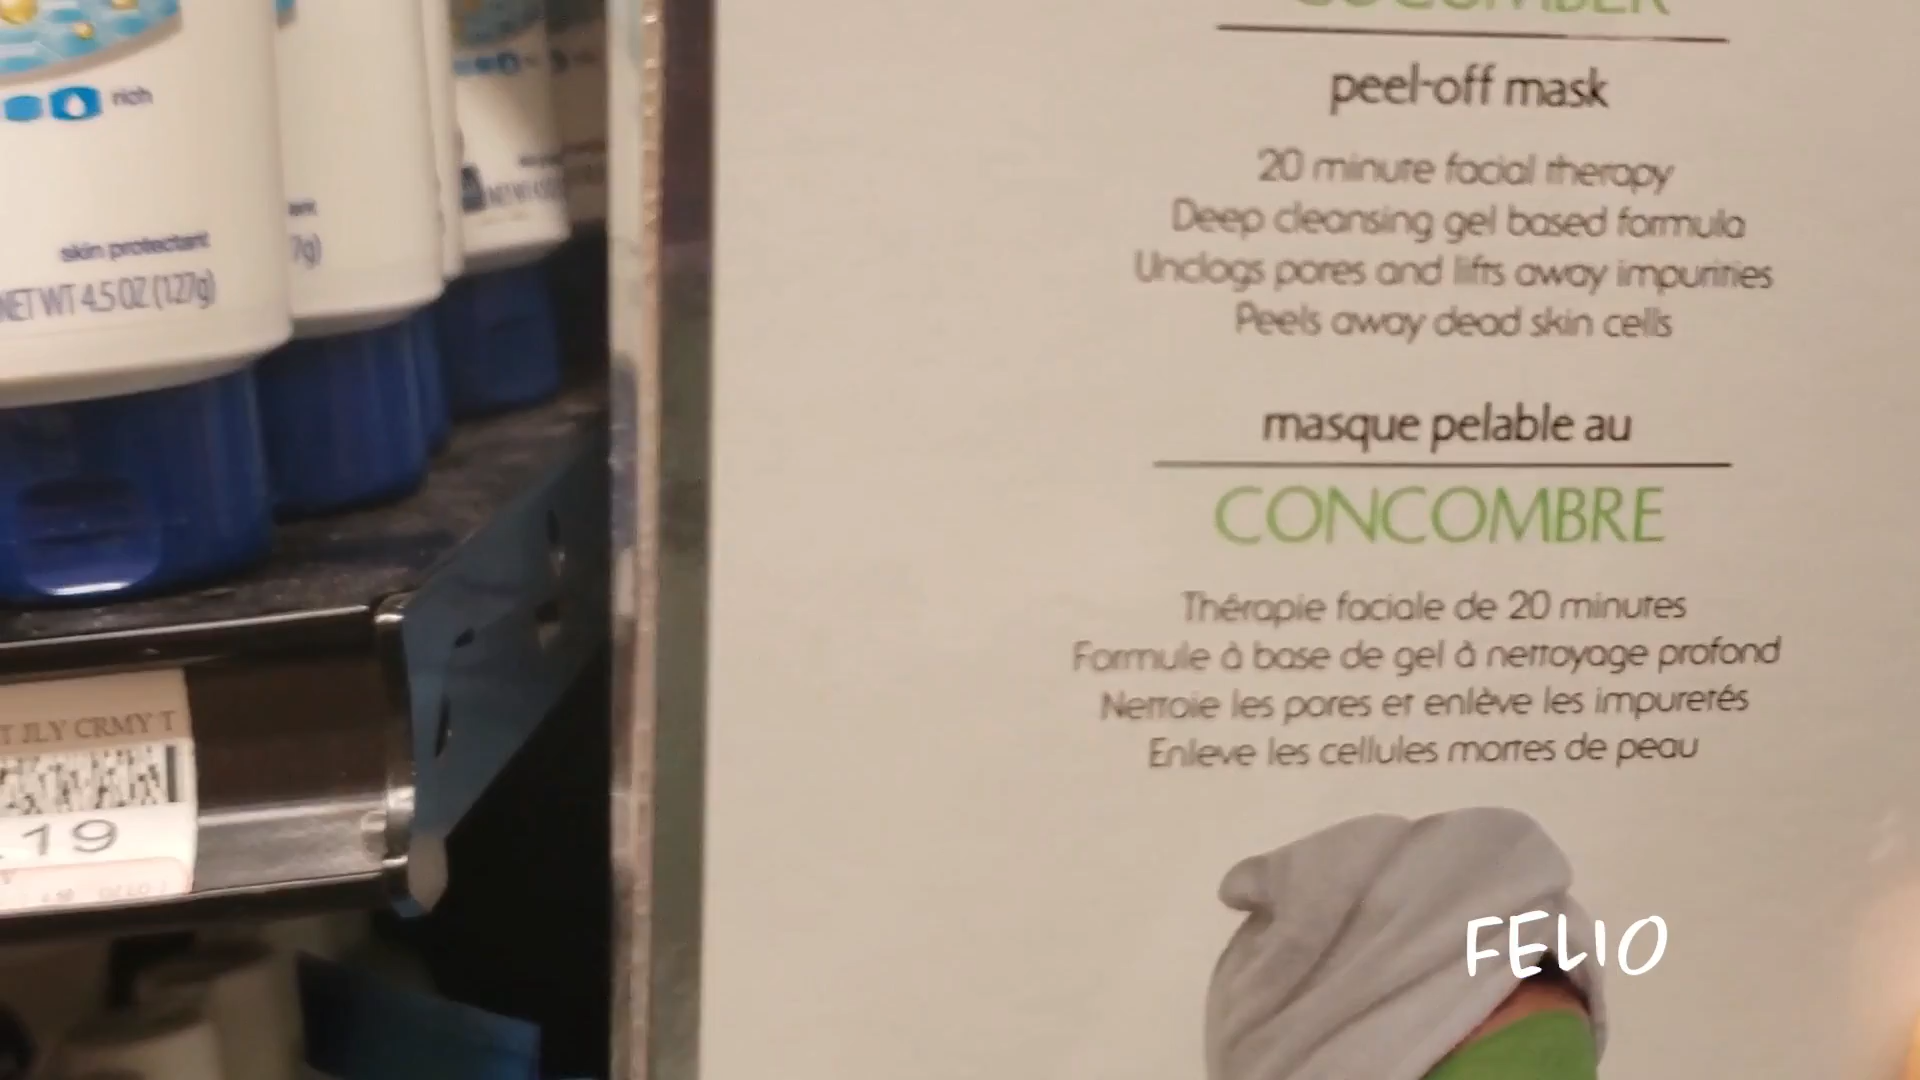 rich
skin protectant
NET WT 4.5 OZ (127g)
7g)
T JLY CRMY T
.19
CUCUMBER
peel-off mask
20 minute facial therapy
Deep cleansing gel based formula
Unclogs pores and lifts away impurities
Peels away dead skin cells
masque pelable au
CONCOMBRE
Thérapie faciale de 20 minutes
Formule à base de gel à nettoyage profond
Nettoie les pores et enlève les impuretés
Enleve les cellules mortes de peau
FELIO